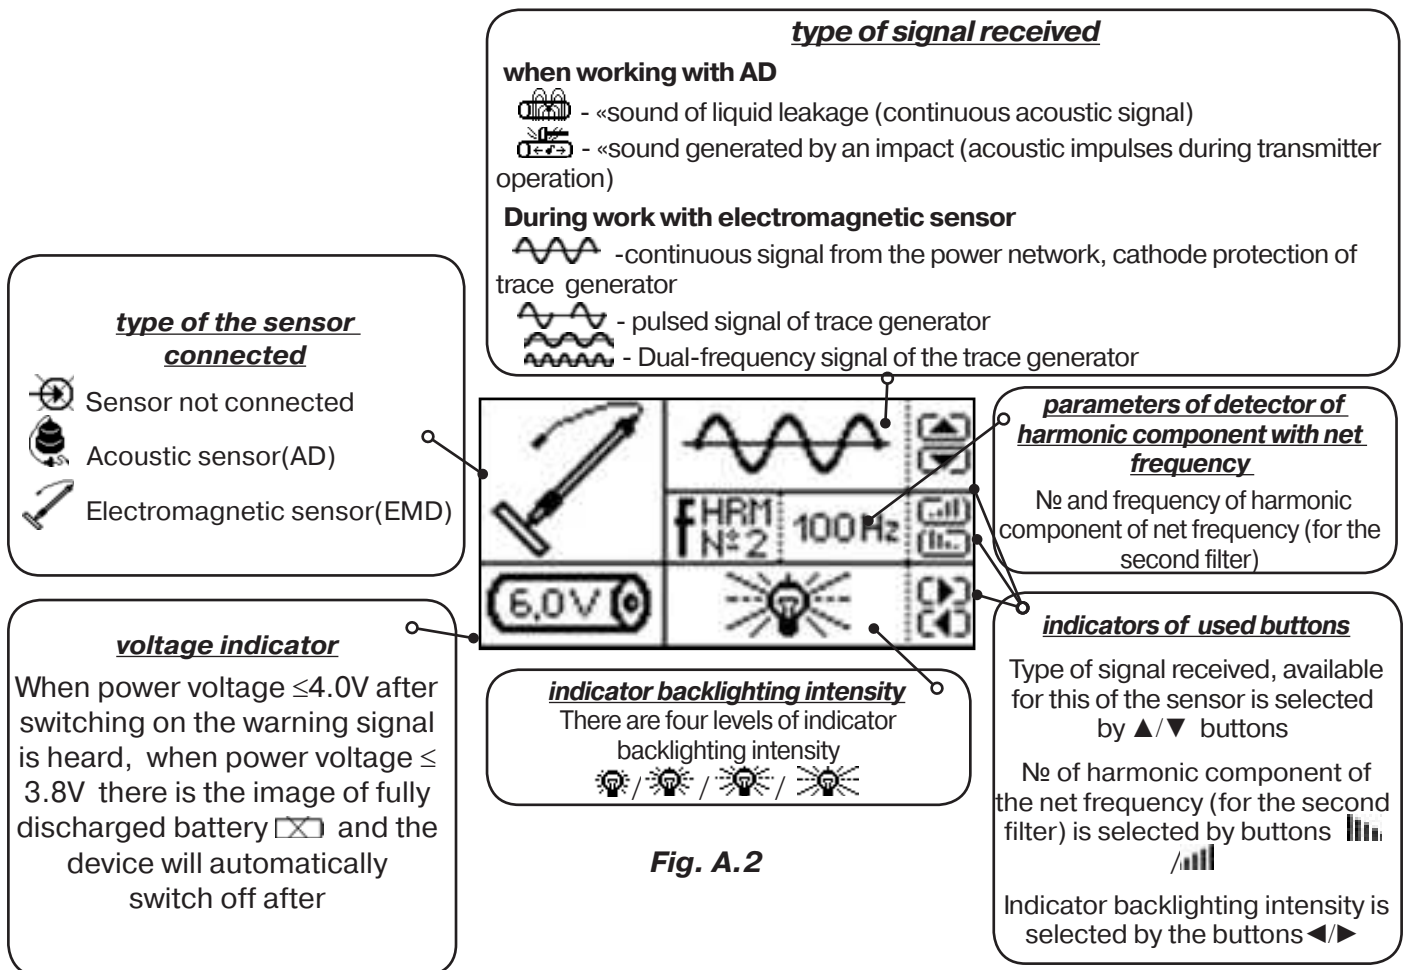 type of signal received
when working with AD
- «sound of liquid leakage (continuous acoustic signal)
- «sound generated by an impact (acoustic impulses during transmitter
operation)
During work with electromagnetic sensor
-continuous signal from the power network, cathode protection of
trace generator
- pulsed signal of trace generator
- Dual-frequency signal of the trace generator
type of the sensor
connected
Sensor not connected
Acoustic sensor(AD)
Electromagnetic sensor(EMD)
voltage indicator
When power voltage ≤4.0V after
switching on the warning signal
is heard, when power voltage ≤
3.8V there is the image of fully
discharged battery and the
device will automatically
switch off after
f HRM
№2
100 Hz
6,0V
indicator backlighting intensity
There are four levels of indicator
backlighting intensity
/ / /
Fig. A.2
parameters of detector of
harmonic component with net
frequency
№ and frequency of harmonic
component of net frequency (for the
second filter)
indicators of used buttons
Type of signal received, available
for this of the sensor is selected
by ▲/▼ buttons
№ of harmonic component of
the net frequency (for the second
filter) is selected by buttons
/
Indicator backlighting intensity is
selected by the buttons ◀/▶